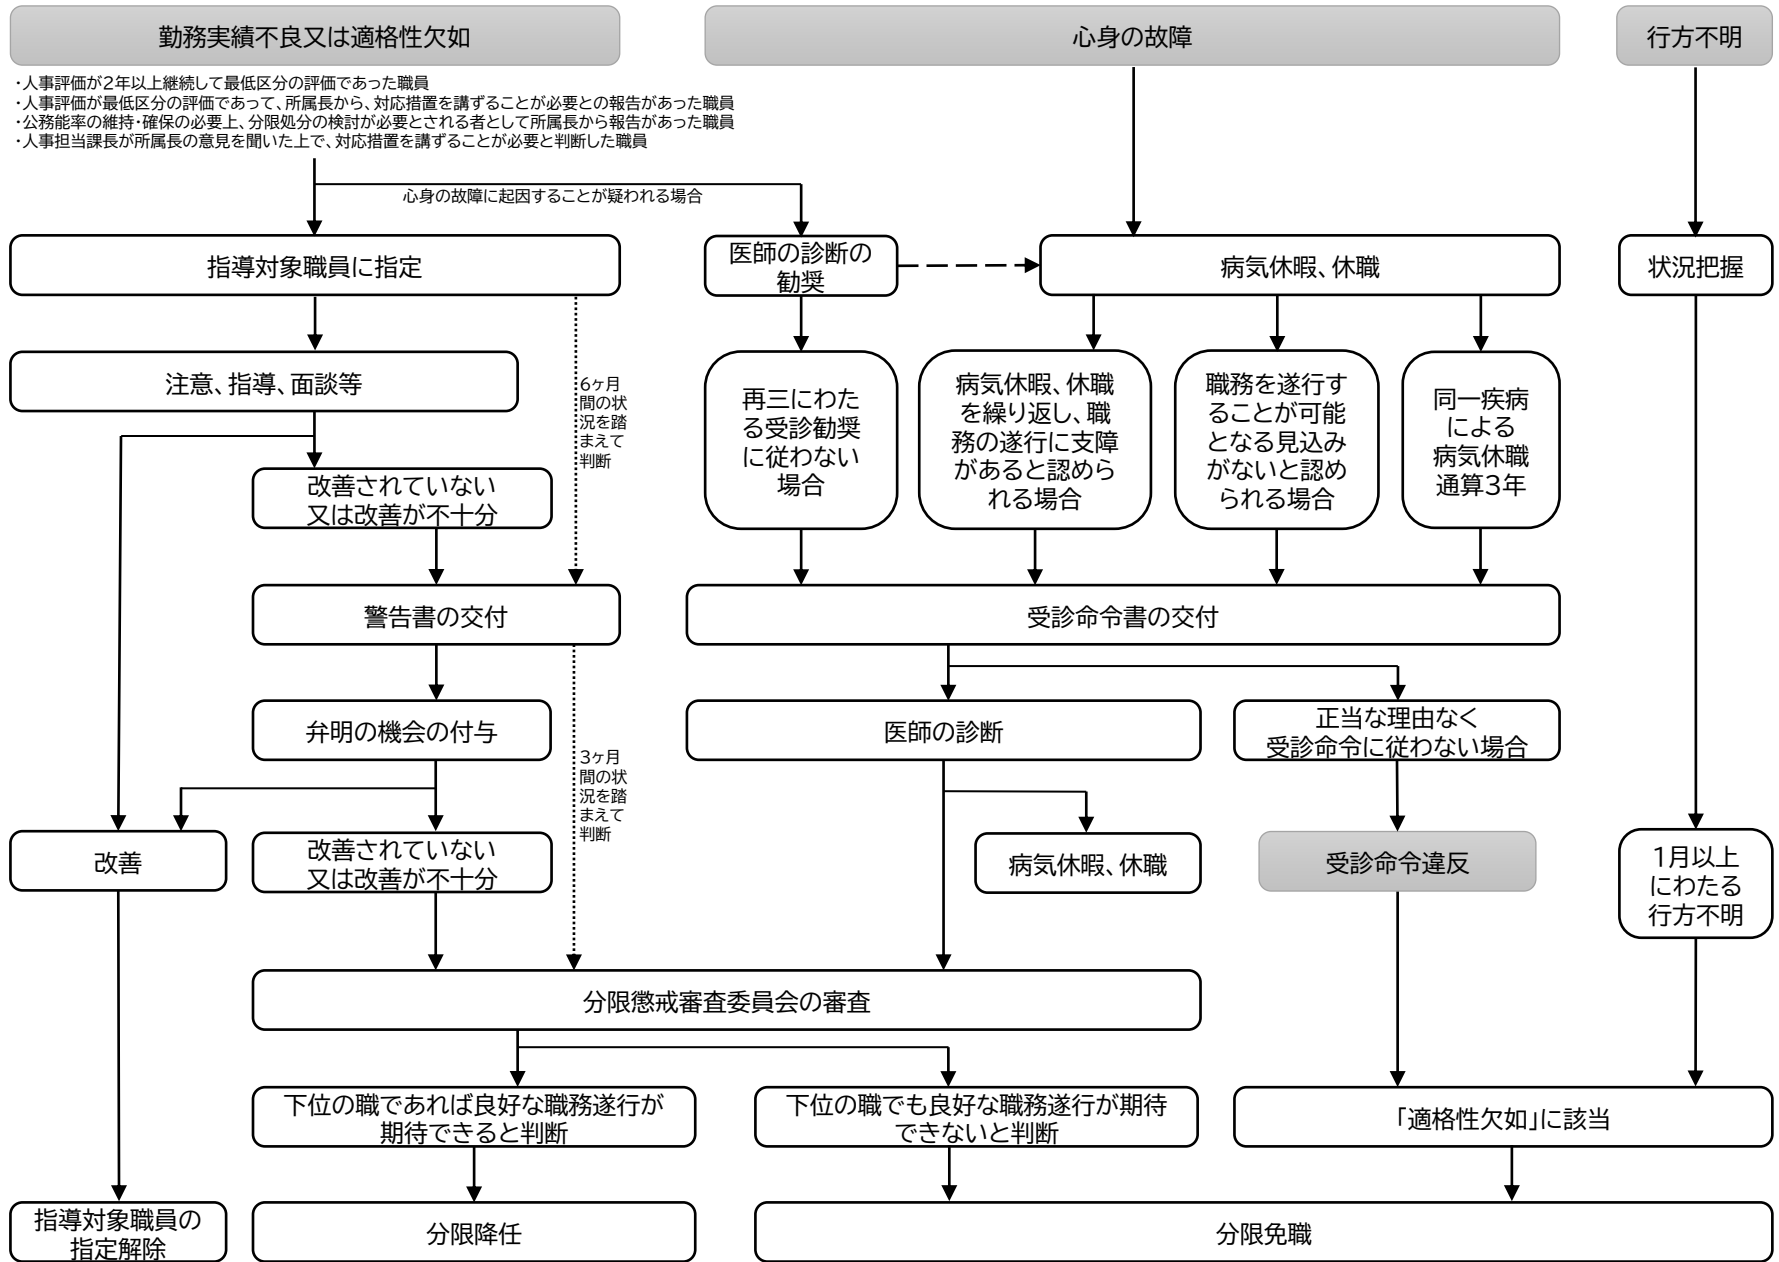 勤務実績不良又は適格性欠如
心身の故障
行方不明
・人事評価が2年以上継続して最低区分の評価であった職員
・人事評価が最低区分の評価であって、所属長から、対応措置を講ずることが必要との報告があった職員
・公務能率の維持・確保の必要上、分限処分の検討が必要とされる者として所属長から報告があった職員
・人事担当課長が所属長の意見を聞いた上で、対応措置を講ずることが必要と判断した職員
心身の故障に起因することが疑われる場合
指導対象職員に指定
医師の診断の
勧奨
病気休暇、休職
状況把握
注意、指導、面談等
6ヶ月
間の状
況を踏
まえて
判断
再三にわた
る受診勧奨
に従わない
場合
病気休暇、休職
を繰り返し、職
務の遂行に支障
があると認めら
れる場合
職務を遂行す
ることが可能
となる見込み
がないと認め
られる場合
同一疾病
による
病気休職
通算3年
改善されていない
又は改善が不十分
警告書の交付
受診命令書の交付
弁明の機会の付与
3ヶ月
間の状
況を踏
まえて
判断
医師の診断
正当な理由なく
受診命令に従わない場合
改善
改善されていない
又は改善が不十分
病気休暇、休職
受診命令違反
1月以上
にわたる
行方不明
分限懲戒審査委員会の審査
下位の職であれば良好な職務遂行が
期待できると判断
下位の職でも良好な職務遂行が期待
できないと判断
「適格性欠如」に該当
指導対象職員の
指定解除
分限降任
分限免職